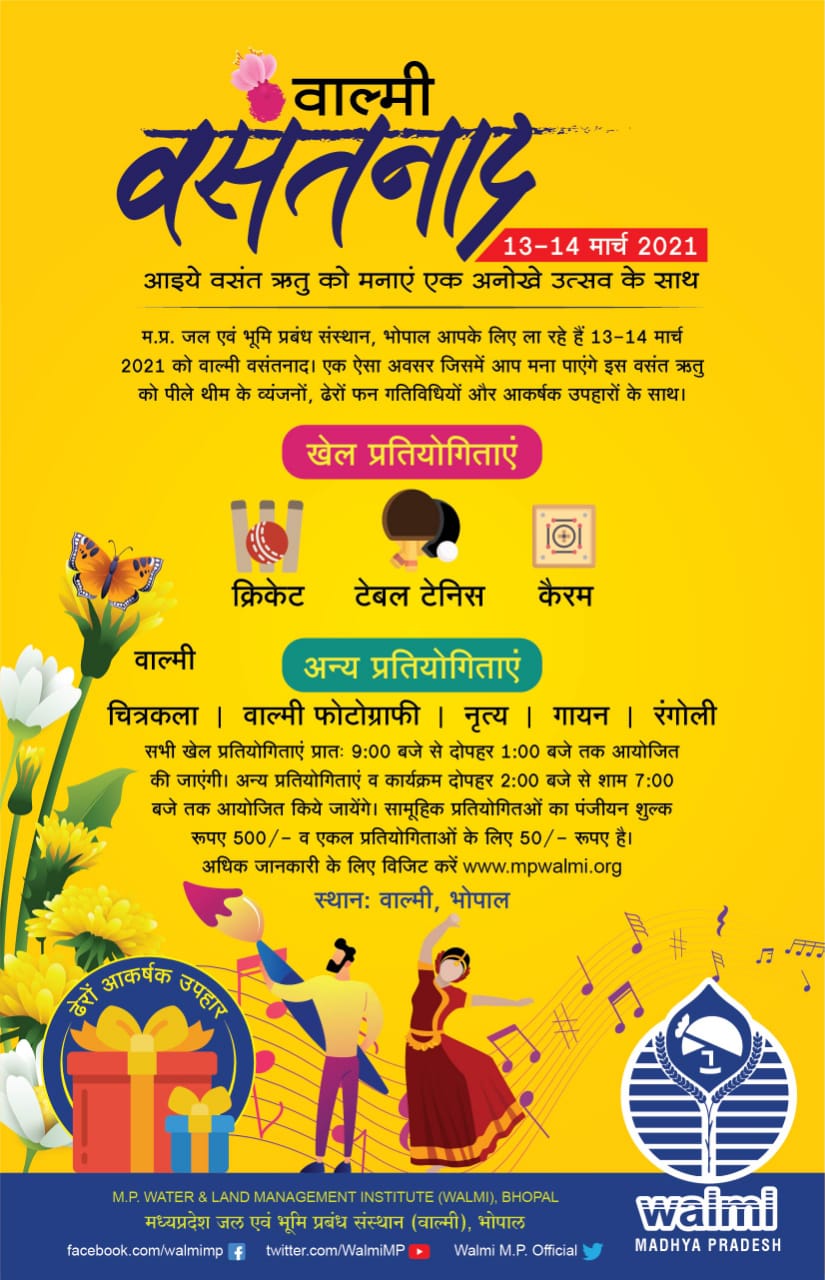 वाल्मी
वसंतनाद
13-14 मार्च 2021
आइये वसंत ऋतु को मनाएं एक अनोखे उत्सव के साथ
म.प्र. जल एवं भूमि प्रबंध संस्थान, भोपाल आपके लिए ला रहे हैं 13-14 मार्च
2021 को वाल्मी वसंतनाद। एक ऐसा अवसर जिसमें आप मना पाएंगे इस वसंत ऋतु
को पीले थीम के व्यंजनों, ढेरों फन गतिविधियों और आकर्षक उपहारों के साथ।
खेल प्रतियोगिताएं
क्रिकेट टेबल टेनिस कैरम
वाल्मी
अन्य प्रतियोगिताएं
चित्रकला | वाल्मी फोटोग्राफी | नृत्य | गायन | रंगोली
सभी खेल प्रतियोगिताएं प्रातः 9:00 बजे से दोपहर 1:00 बजे तक आयोजित
की जाएंगी। अन्य प्रतियोगिताएं व कार्यक्रम दोपहर 2:00 बजे से शाम 7:00
बजे तक आयोजित किये जायेंगे। सामूहिक प्रतियोगितओं का पंजीयन शुल्क
रूपए 500/- व एकल प्रतियोगिताओं के लिए 50/- रूपए है।
अधिक जानकारी के लिए विजिट करें www.mpwalmi.org
स्थान: वाल्मी, भोपाल
ढेरों आकर्षक उपहार
M.P. WATER & LAND MANAGEMENT INSTITUTE (WALMI), BHOPAL
मध्यप्रदेश जल एवं भूमि प्रबंध संस्थान (वाल्मी), भोपाल
facebook.com/walmimp twitter.com/WalmiMP Walmi M.P. Official
walmi
MADHYA PRADESH